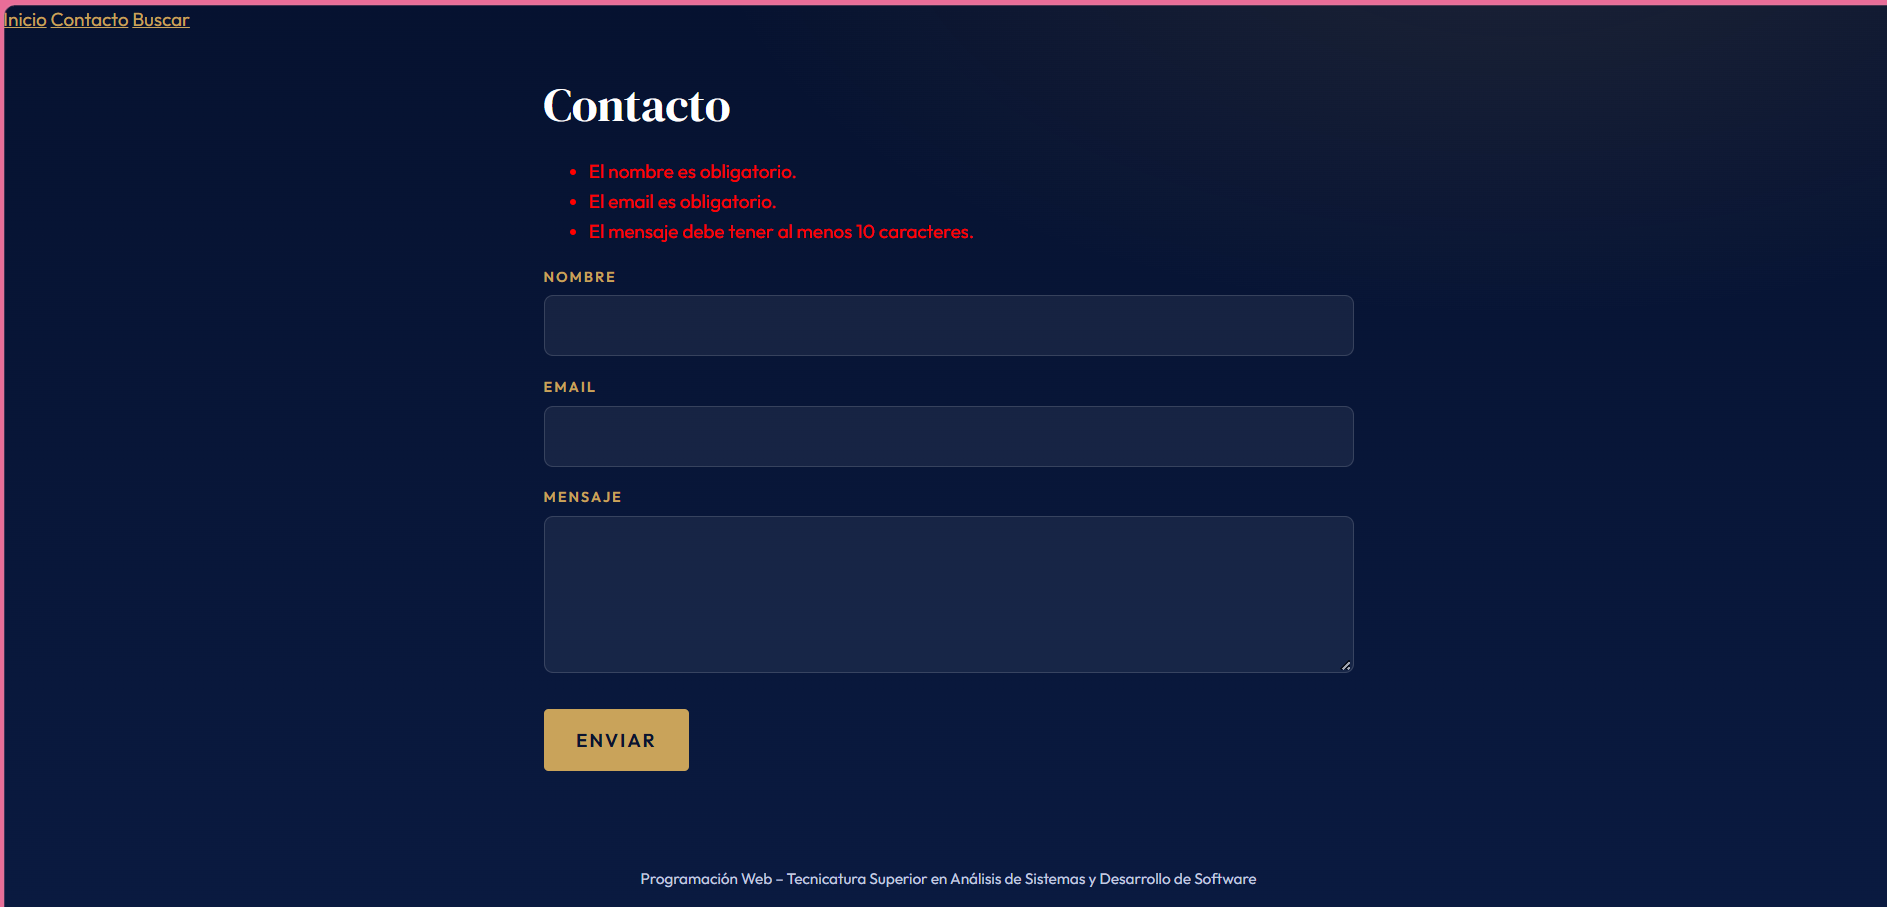 Inicio Contacto Buscar
Contacto
El nombre es obligatorio.
El email es obligatorio.
El mensaje debe tener al menos 10 caracteres.
NOMBRE
EMAIL
MENSAJE
ENVIAR
Programación Web – Tecnicatura Superior en Análisis de Sistemas y Desarrollo de Software